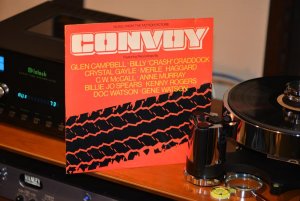 MUSIC FROM THE MOTION PICTURE
CONVOY
GLEN CAMPBELL · BILLY "CRASH" CRADDOCK
CRYSTAL GAYLE · MERLE HAGGARD
C.W. McCALL · ANNE MURRAY
BILLIE JO SPEARS · KENNY ROGERS
DOC WATSON · GENE WATSON
McIntosh